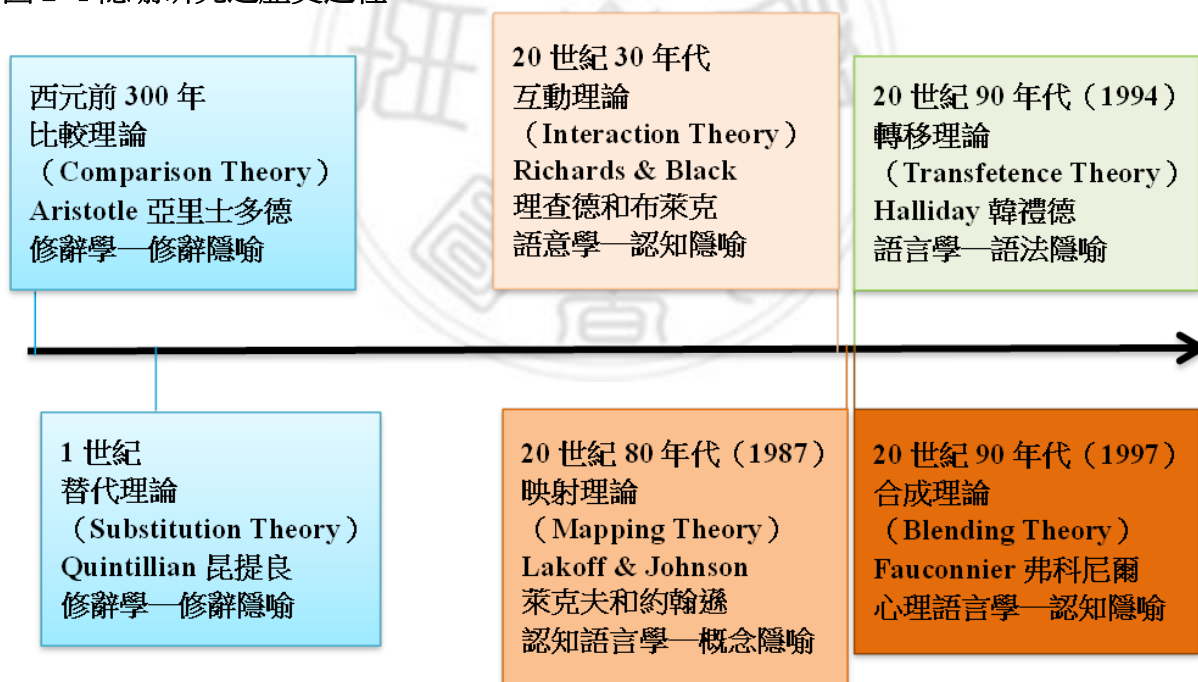 西元前 300 年
比較理論
（Comparison Theory）
Aristotle 亞里士多德
修辭學—修辭隱喻
20 世紀 30 年代
互動理論
（Interaction Theory）
Richards & Black
理查德和布萊克
語意學—認知隱喻
20 世紀 90 年代（1994）
轉移理論
（Transfetence Theory）
Halliday 韓禮德
語言學—語法隱喻
1 世紀
替代理論
（Substitution Theory）
Quintillian 昆提良
修辭學—修辭隱喻
20 世紀 80 年代（1987）
映射理論
（Mapping Theory）
Lakoff & Johnson
萊克夫和約翰遜
認知語言學—概念隱喻
20 世紀 90 年代（1997）
合成理論
（Blending Theory）
Fauconnier 弗科尼爾
心理語言學—認知隱喻